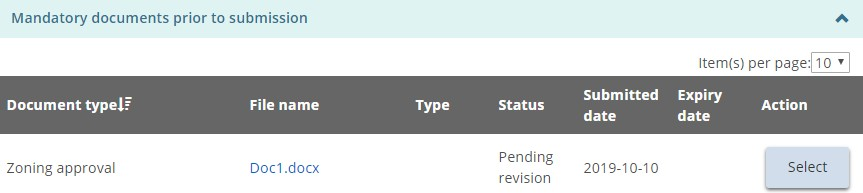 Mandatory documents prior to submission
Item(s) per page: 10
Document type File name Type Status Submitted date Expiry date Action
Zoning approval Doc1.docx Pending revision 2019-10-10 Select